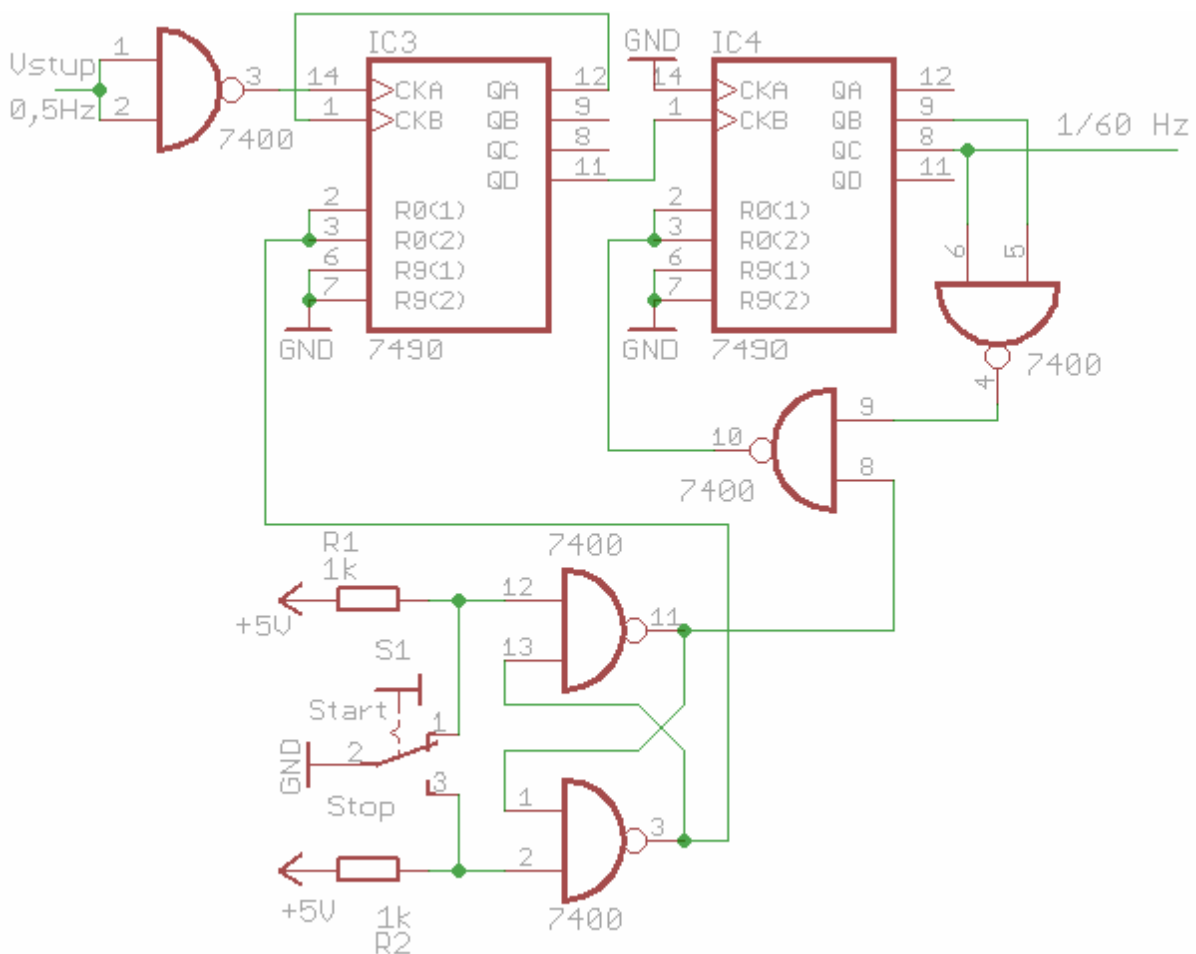 Vstup
0,5Hz
1
2
3
7400
IC3
14
1
CKA
CKB
QA
QB
QC
QD
12
9
8
11
2
3
6
7
R0(1)
R0(2)
R9(1)
R9(2)
GND
7490
GND
IC4
14
1
CKA
CKB
QA
QB
QC
QD
12
9
8
11
2
3
6
7
R0(1)
R0(2)
R9(1)
R9(2)
GND
7490
1/60 Hz
6
5
4
7400
10
9
8
7400
R1
1k
+5V
7400
12
13
11
S1
Start
1
GND
2
3
Stop
1
2
3
7400
+5V
1k
R2